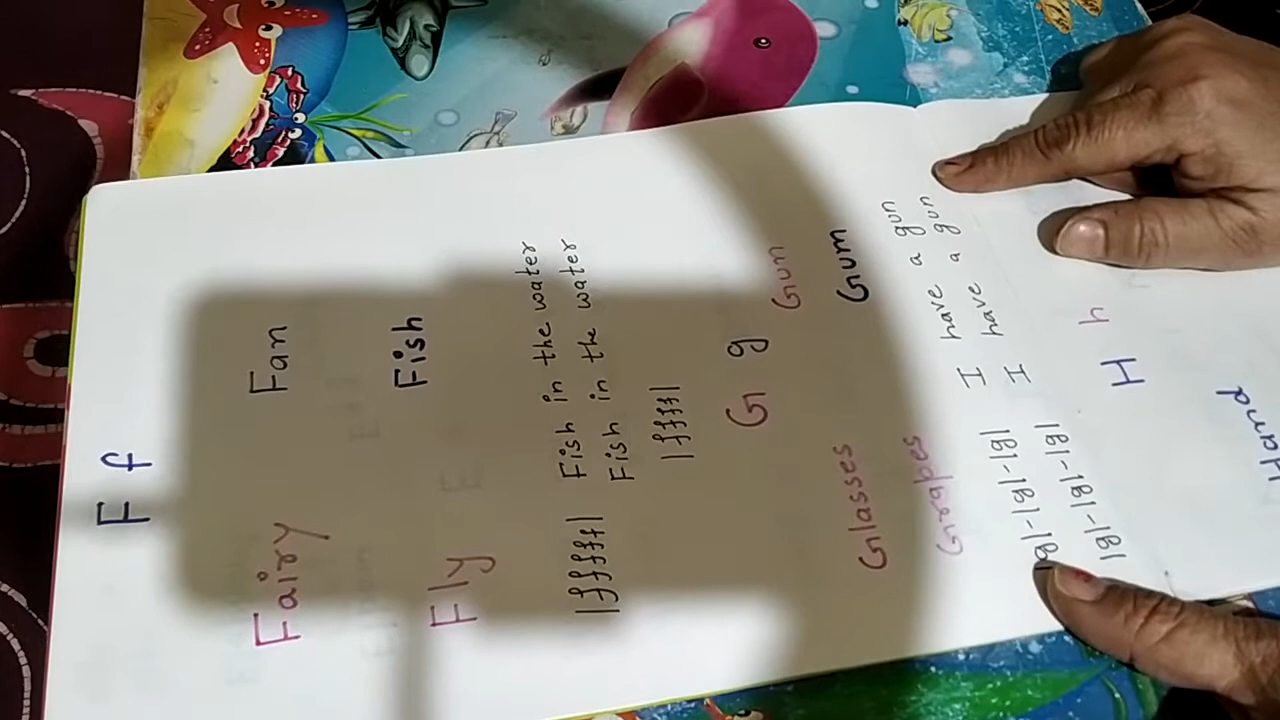 F f
Fairy Fan
Fly Fish
|ffffff| Fish in the water
Fish in the water
|fffff|
G g
Gun
Glasses Gum
Grapes
|g|-|g|-|g| I have a gun
|g|-|g|-|g| I have a gun
H h
Hand